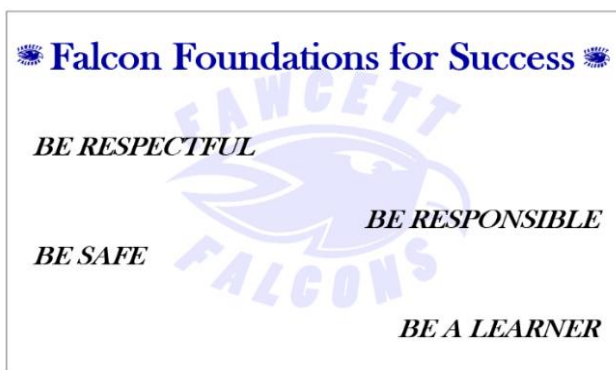 Falcon Foundations for Success
FAWCETT
BE RESPECTFUL
BE RESPONSIBLE
BE SAFE
FALCONS
BE A LEARNER